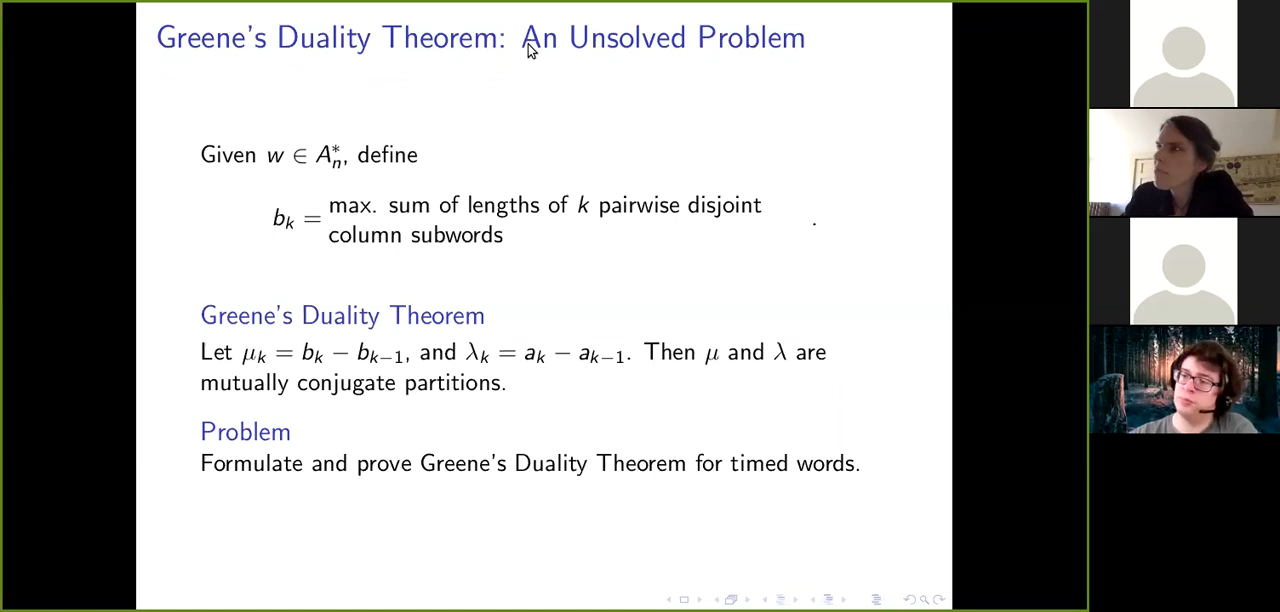 Greene's Duality Theorem: An Unsolved Problem
Given w ∈ A*ₙ, define
bₖ = max. sum of lengths of k pairwise disjoint
column subwords .
Greene's Duality Theorem
Let μₖ = bₖ − bₖ₋₁, and λₖ = aₖ − aₖ₋₁. Then μ and λ are
mutually conjugate partitions.
Problem
Formulate and prove Greene's Duality Theorem for timed words.